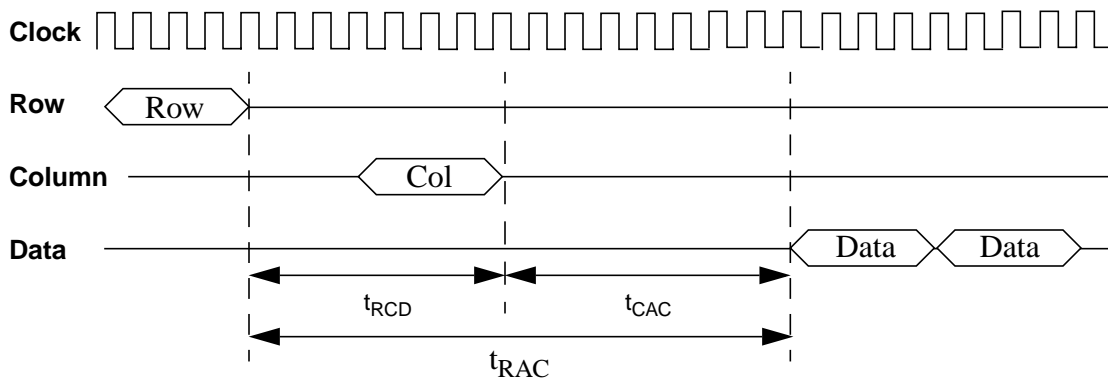 Clock
Row Row
Column Col
Data Data Data
tRCD tCAC
tRAC